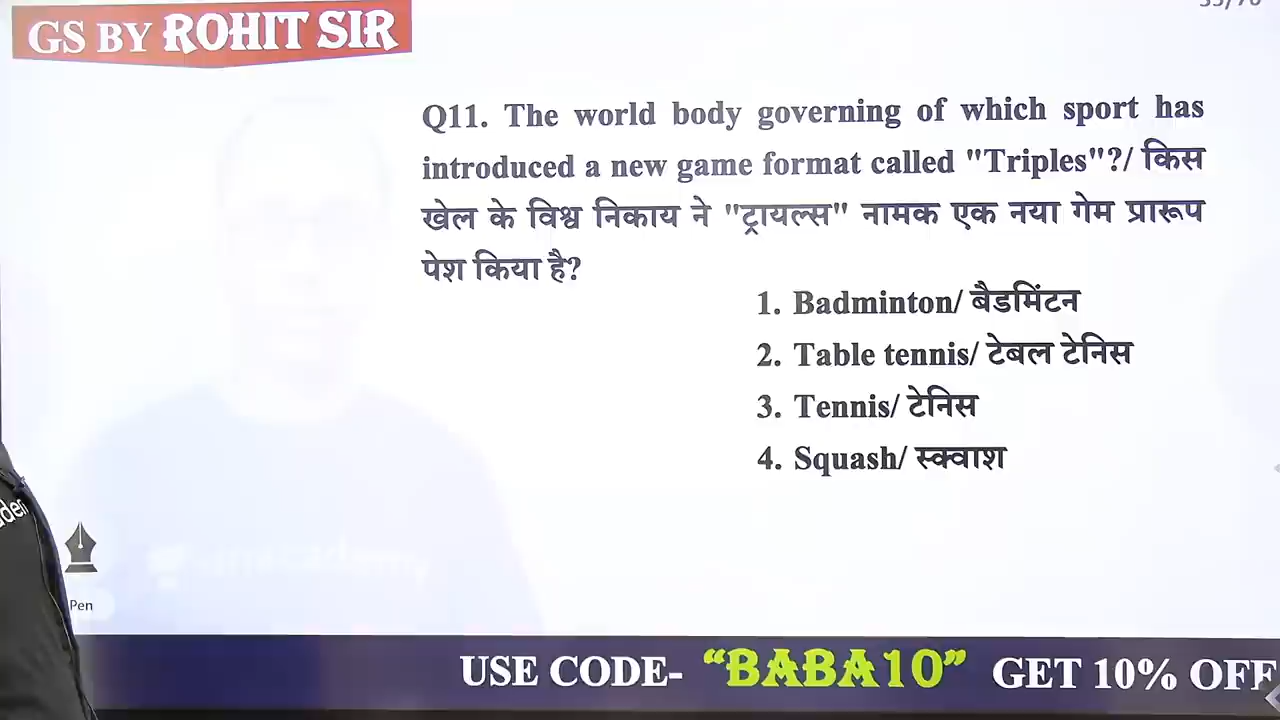 GS BY ROHIT SIR
Q11. The world body governing of which sport has
introduced a new game format called "Triples"?/ किस
खेल के विश्व निकाय ने "ट्रायल्स" नामक एक नया गेम प्रारूप
पेश किया है?
1. Badminton/ बैडमिंटन
2. Table tennis/ टेबल टेनिस
3. Tennis/ टेनिस
4. Squash/ स्क्वाश
Pen
USE CODE- “BABA10” GET 10% OFF